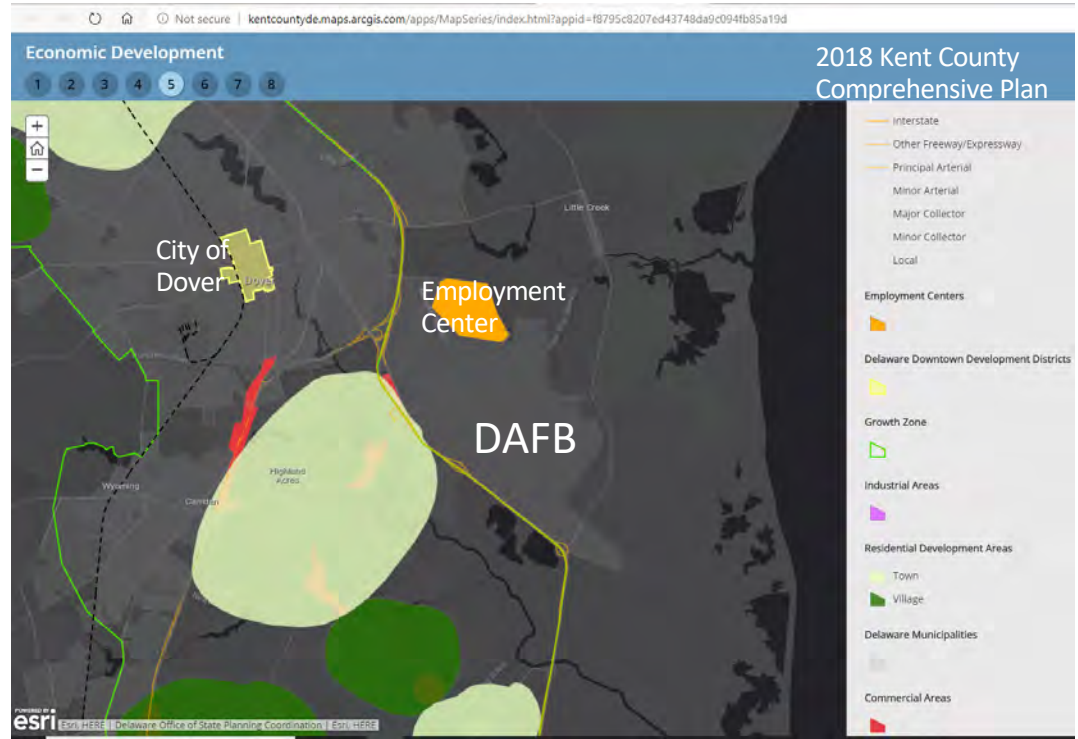 Not secure | kentcountyde.maps.arcgis.com/apps/MapSeries/index.html?appid=f8795c8207ed43748da9c094fb85a19d
Economic Development
1 2 3 4 5 6 7 8
2018 Kent County
Comprehensive Plan
+
−
Little Creek
City of
Dover
Dover
Employment
Center
DAFB
Highland
Acres
Wyoming
Camden
Interstate
Other Freeway/Expressway
Principal Arterial
Minor Arterial
Major Collector
Minor Collector
Local
Employment Centers
Delaware Downtown Development Districts
Growth Zone
Industrial Areas
Residential Development Areas
Town
Village
Delaware Municipalities
Commercial Areas
POWERED BY
esri
Esri, HERE | Delaware Office of State Planning Coordination | Esri, HERE